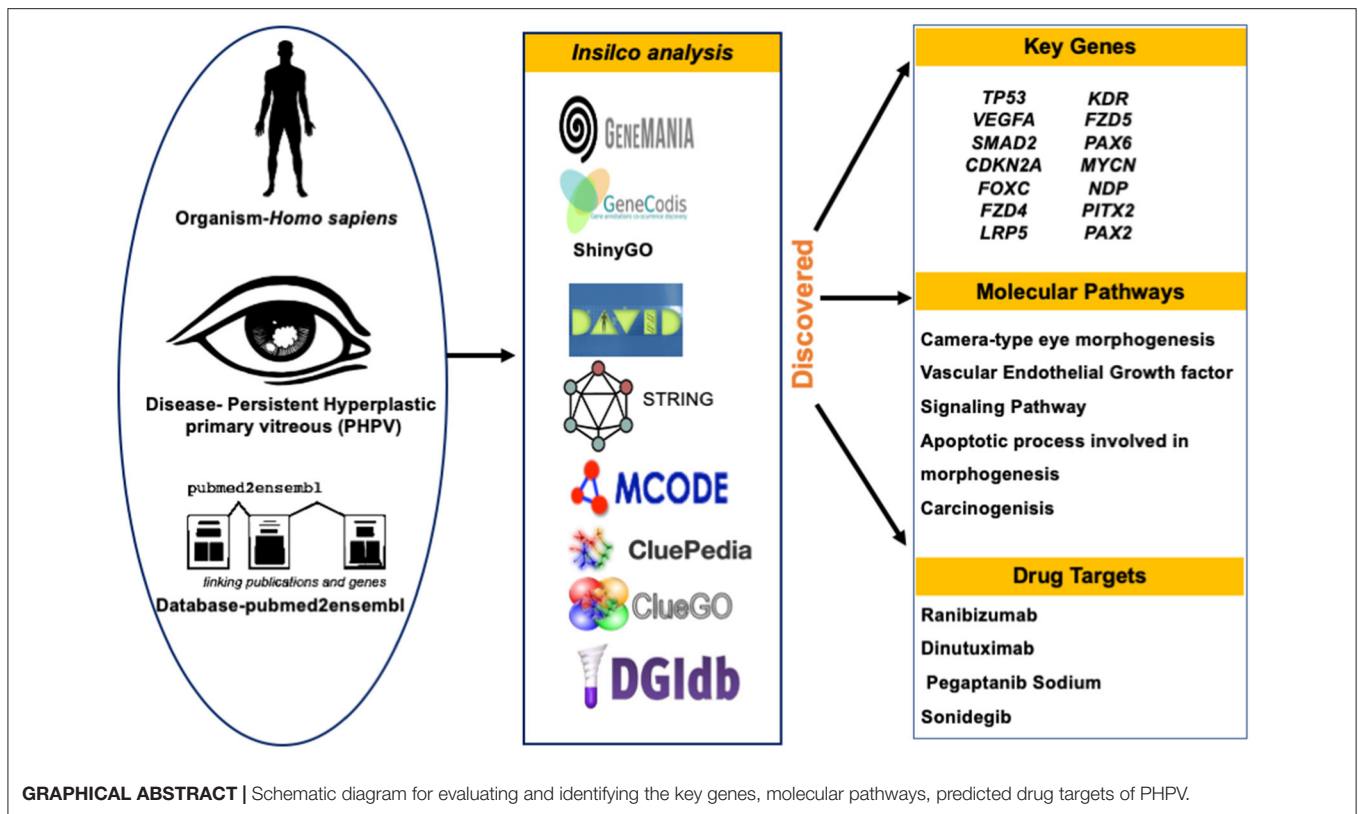 Organism-Homo sapiens
Disease- Persistent Hyperplastic
primary vitreous (PHPV)
pubmed2ensembl
linking publications and genes
Database-pubmed2ensembl
Insilco analysis
GENEMANIA
GeneCodis
Gene annotations co-ocurrence discovery
ShinyGO
DAVID
STRING
MCODE
CluePedia
ClueGO
DGIdb
Discovered
Key Genes
TP53 KDR
VEGFA FZD5
SMAD2 PAX6
CDKN2A MYCN
FOXC NDP
FZD4 PITX2
LRP5 PAX2
Molecular Pathways
Camera-type eye morphogenesis
Vascular Endothelial Growth factor
Signaling Pathway
Apoptotic process involved in
morphogenesis
Carcinogenisis
Drug Targets
Ranibizumab
Dinutuximab
Pegaptanib Sodium
Sonidegib
GRAPHICAL ABSTRACT | Schematic diagram for evaluating and identifying the key genes, molecular pathways, predicted drug targets of PHPV.